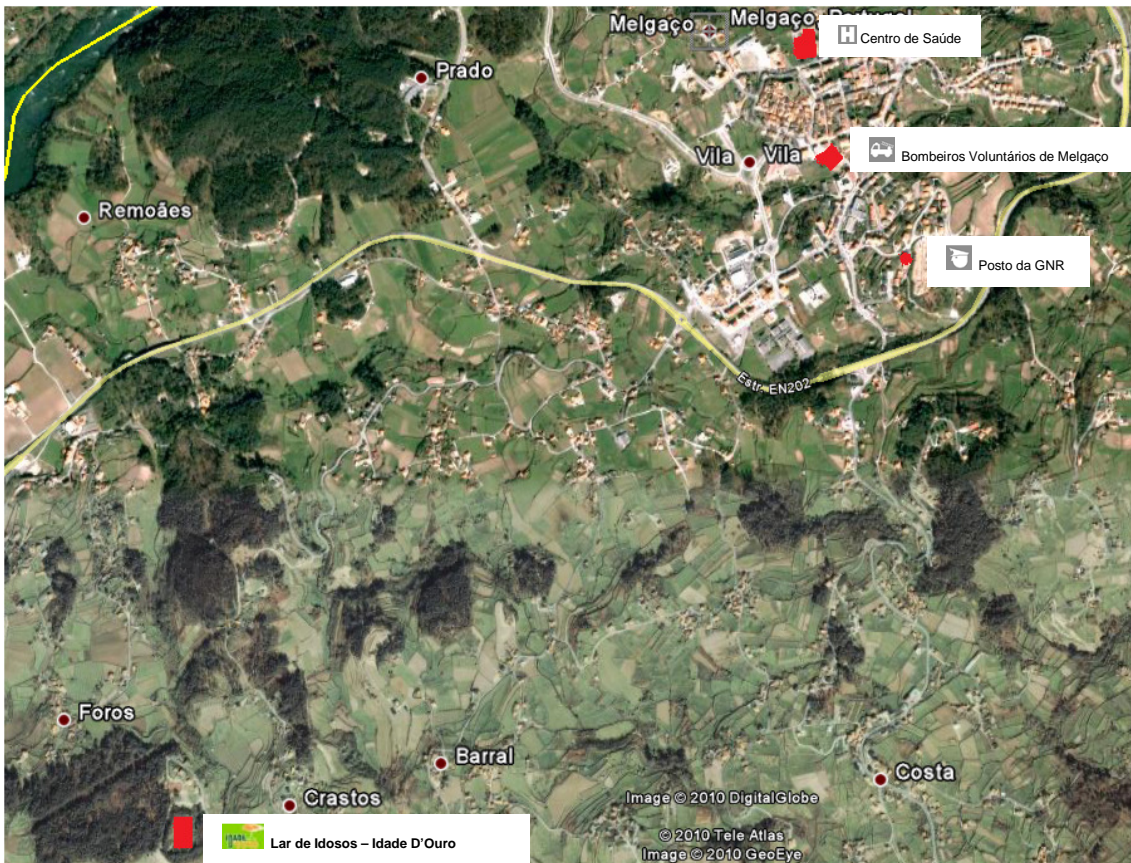 Melgaço
Melgaço, Portugal
H Centro de Saúde
Prado
Vila
Vila
Bombeiros Voluntários de Melgaço
Remoães
Posto da GNR
Estr. EN202
Foros
Barral
Costa
Crastos
Image © 2010 DigitalGlobe
Lar de Idosos – Idade D'Ouro
© 2010 Tele Atlas
Image © 2010 GeoEye